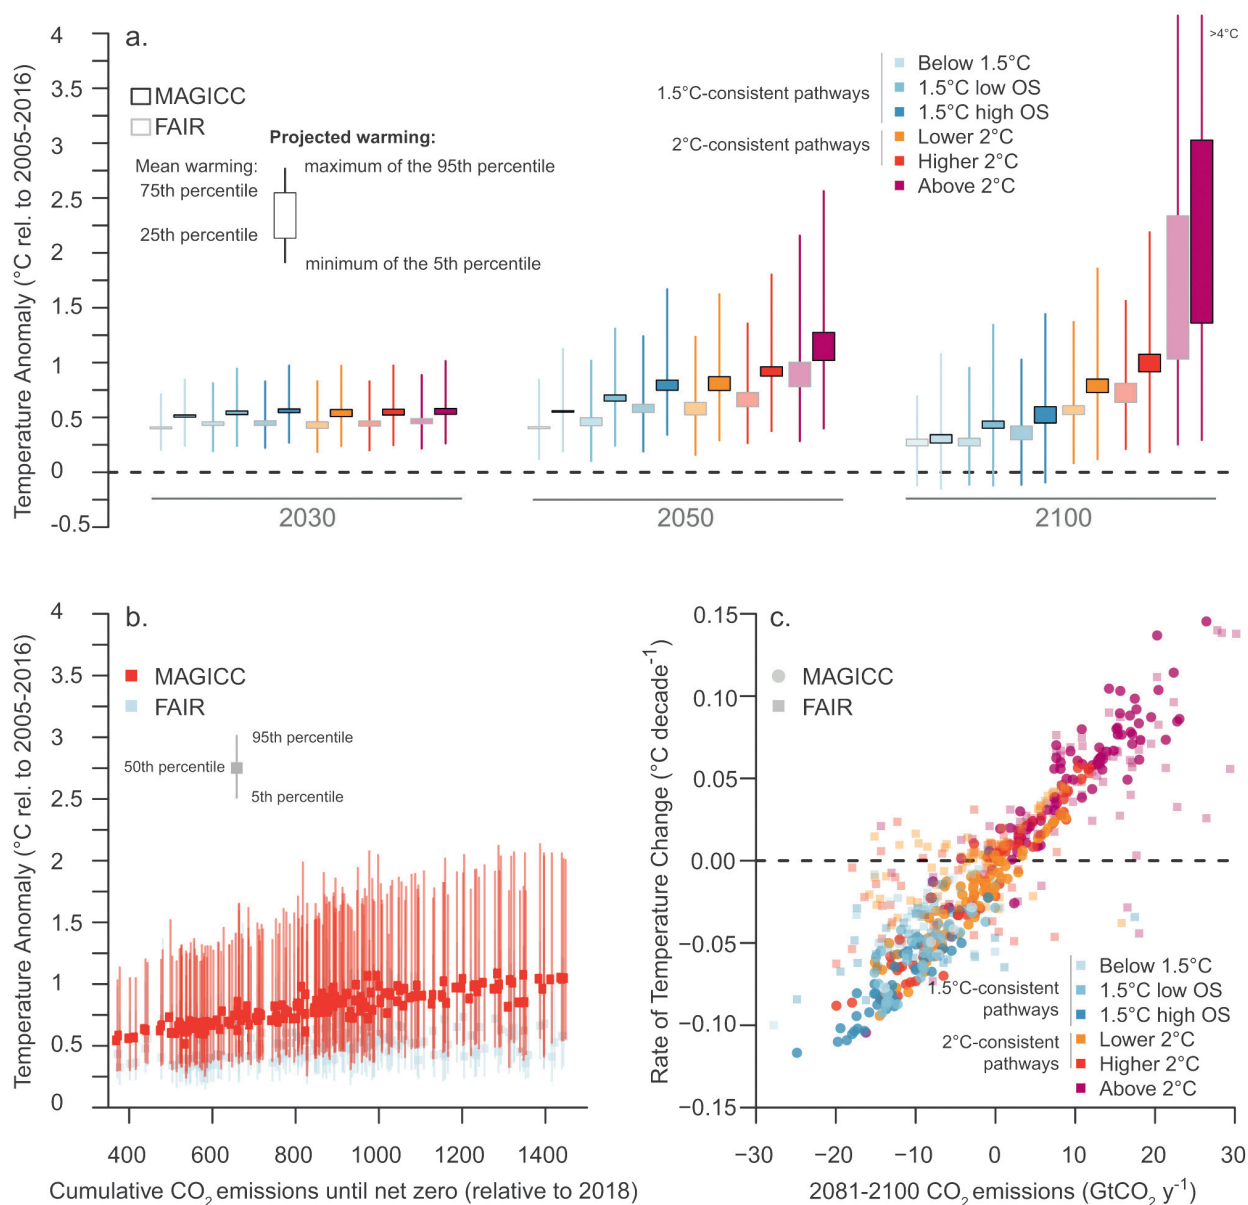 a.
Temperature Anomaly (°C rel. to 2005-2016)
4
3.5
3
2.5
2
1.5
1
0.5
0
-0.5
MAGICC
FAIR
Projected warming:
Mean warming:
maximum of the 95th percentile
75th percentile
25th percentile
minimum of the 5th percentile
1.5°C-consistent pathways
2°C-consistent pathways
Below 1.5°C
1.5°C low OS
1.5°C high OS
Lower 2°C
Higher 2°C
Above 2°C
>4°C
2030
2050
2100
b.
Temperature Anomaly (°C rel. to 2005-2016)
4
3.5
3
2.5
2
1.5
1
0.5
0
MAGICC
FAIR
95th percentile
50th percentile
5th percentile
400
600
800
1000
1200
1400
Cumulative CO2 emissions until net zero (relative to 2018)
c.
Rate of Temperature Change (°C decade-1)
0.15
0.10
0.05
0.00
−0.05
−0.10
−0.15
MAGICC
FAIR
1.5°C-consistent
pathways
2°C-consistent
pathways
Below 1.5°C
1.5°C low OS
1.5°C high OS
Lower 2°C
Higher 2°C
Above 2°C
−30
−20
−10
0
10
20
30
2081-2100 CO2 emissions (GtCO2 y-1)